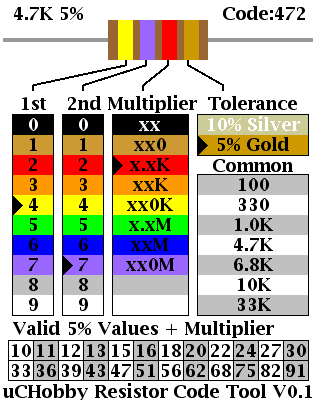 4.7K 5% Code:472
1st 2nd Multiplier Tolerance
0 0 xx 10% Silver
1 1 xx0 5% Gold
2 2 x.xK Common
3 3 xxK 100
4 4 xx0K 330
5 5 x.xM 1.0K
6 6 xxM 4.7K
7 7 xx0M 6.8K
8 8 10K
9 9 33K
Valid 5% Values + Multiplier
10 11 12 13 15 16 18 20 22 24 27 30
33 36 39 43 47 51 56 62 68 75 82 91
uCHobby Resistor Code Tool V0.1